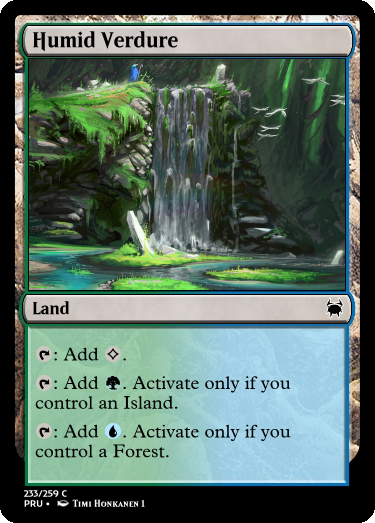 Humid Verdure
Land
: Add .
: Add . Activate only if you
control an Island.
: Add . Activate only if you
control a Forest.
233/259 C
PRU • Timi Honkanen 1